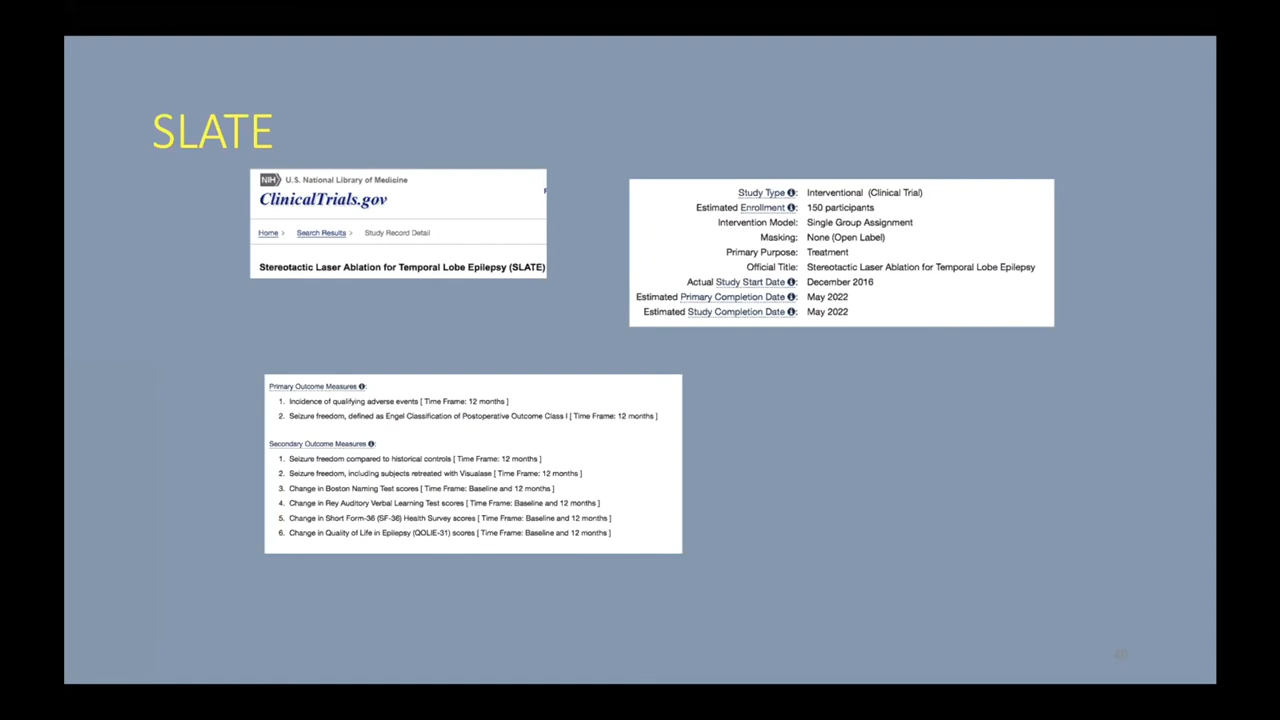 SLATE
NIH U.S. National Library of Medicine
ClinicalTrials.gov
Home > Search Results > Study Record Detail
Stereotactic Laser Ablation for Temporal Lobe Epilepsy (SLATE)
Study Type : Interventional (Clinical Trial)
Estimated Enrollment : 150 participants
Intervention Model: Single Group Assignment
Masking: None (Open Label)
Primary Purpose: Treatment
Official Title: Stereotactic Laser Ablation for Temporal Lobe Epilepsy
Actual Study Start Date : December 2016
Estimated Primary Completion Date : May 2022
Estimated Study Completion Date : May 2022
Primary Outcome Measures :
1. Incidence of qualifying adverse events [ Time Frame: 12 months ]
2. Seizure freedom, defined as Engel Classification of Postoperative Outcome Class I [ Time Frame: 12 months ]
Secondary Outcome Measures :
1. Seizure freedom compared to historical controls [ Time Frame: 12 months ]
2. Seizure freedom, including subjects retreated with Visualase [ Time Frame: 12 months ]
3. Change in Boston Naming Test scores [ Time Frame: Baseline and 12 months ]
4. Change in Rey Auditory Verbal Learning Test scores [ Time Frame: Baseline and 12 months ]
5. Change in Short Form-36 (SF-36) Health Survey scores [ Time Frame: Baseline and 12 months ]
6. Change in Quality of Life in Epilepsy (QOLIE-31) scores [ Time Frame: Baseline and 12 months ]
40